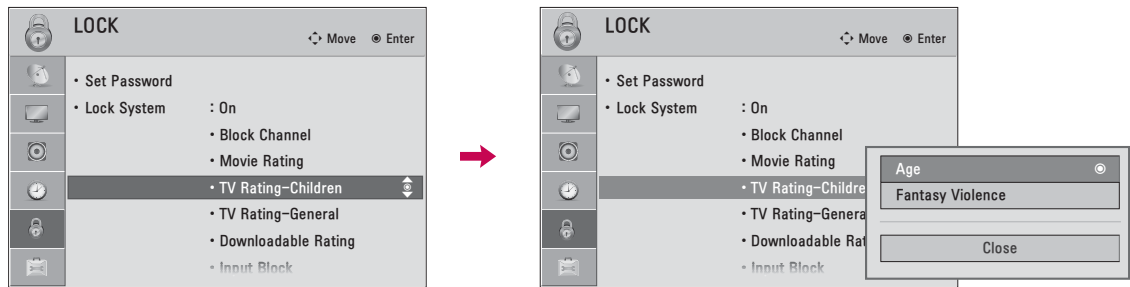 LOCK
Move Enter
• Set Password
• Lock System : On
• Block Channel
• Movie Rating
• TV Rating-Children
• TV Rating-General
• Downloadable Rating
• Input Block
LOCK
Move Enter
• Set Password
• Lock System : On
• Block Channel
• Movie Rating
• TV Rating-Childre
• TV Rating-Genera
• Downloadable Rat
• Input Block
Age
Fantasy Violence
Close